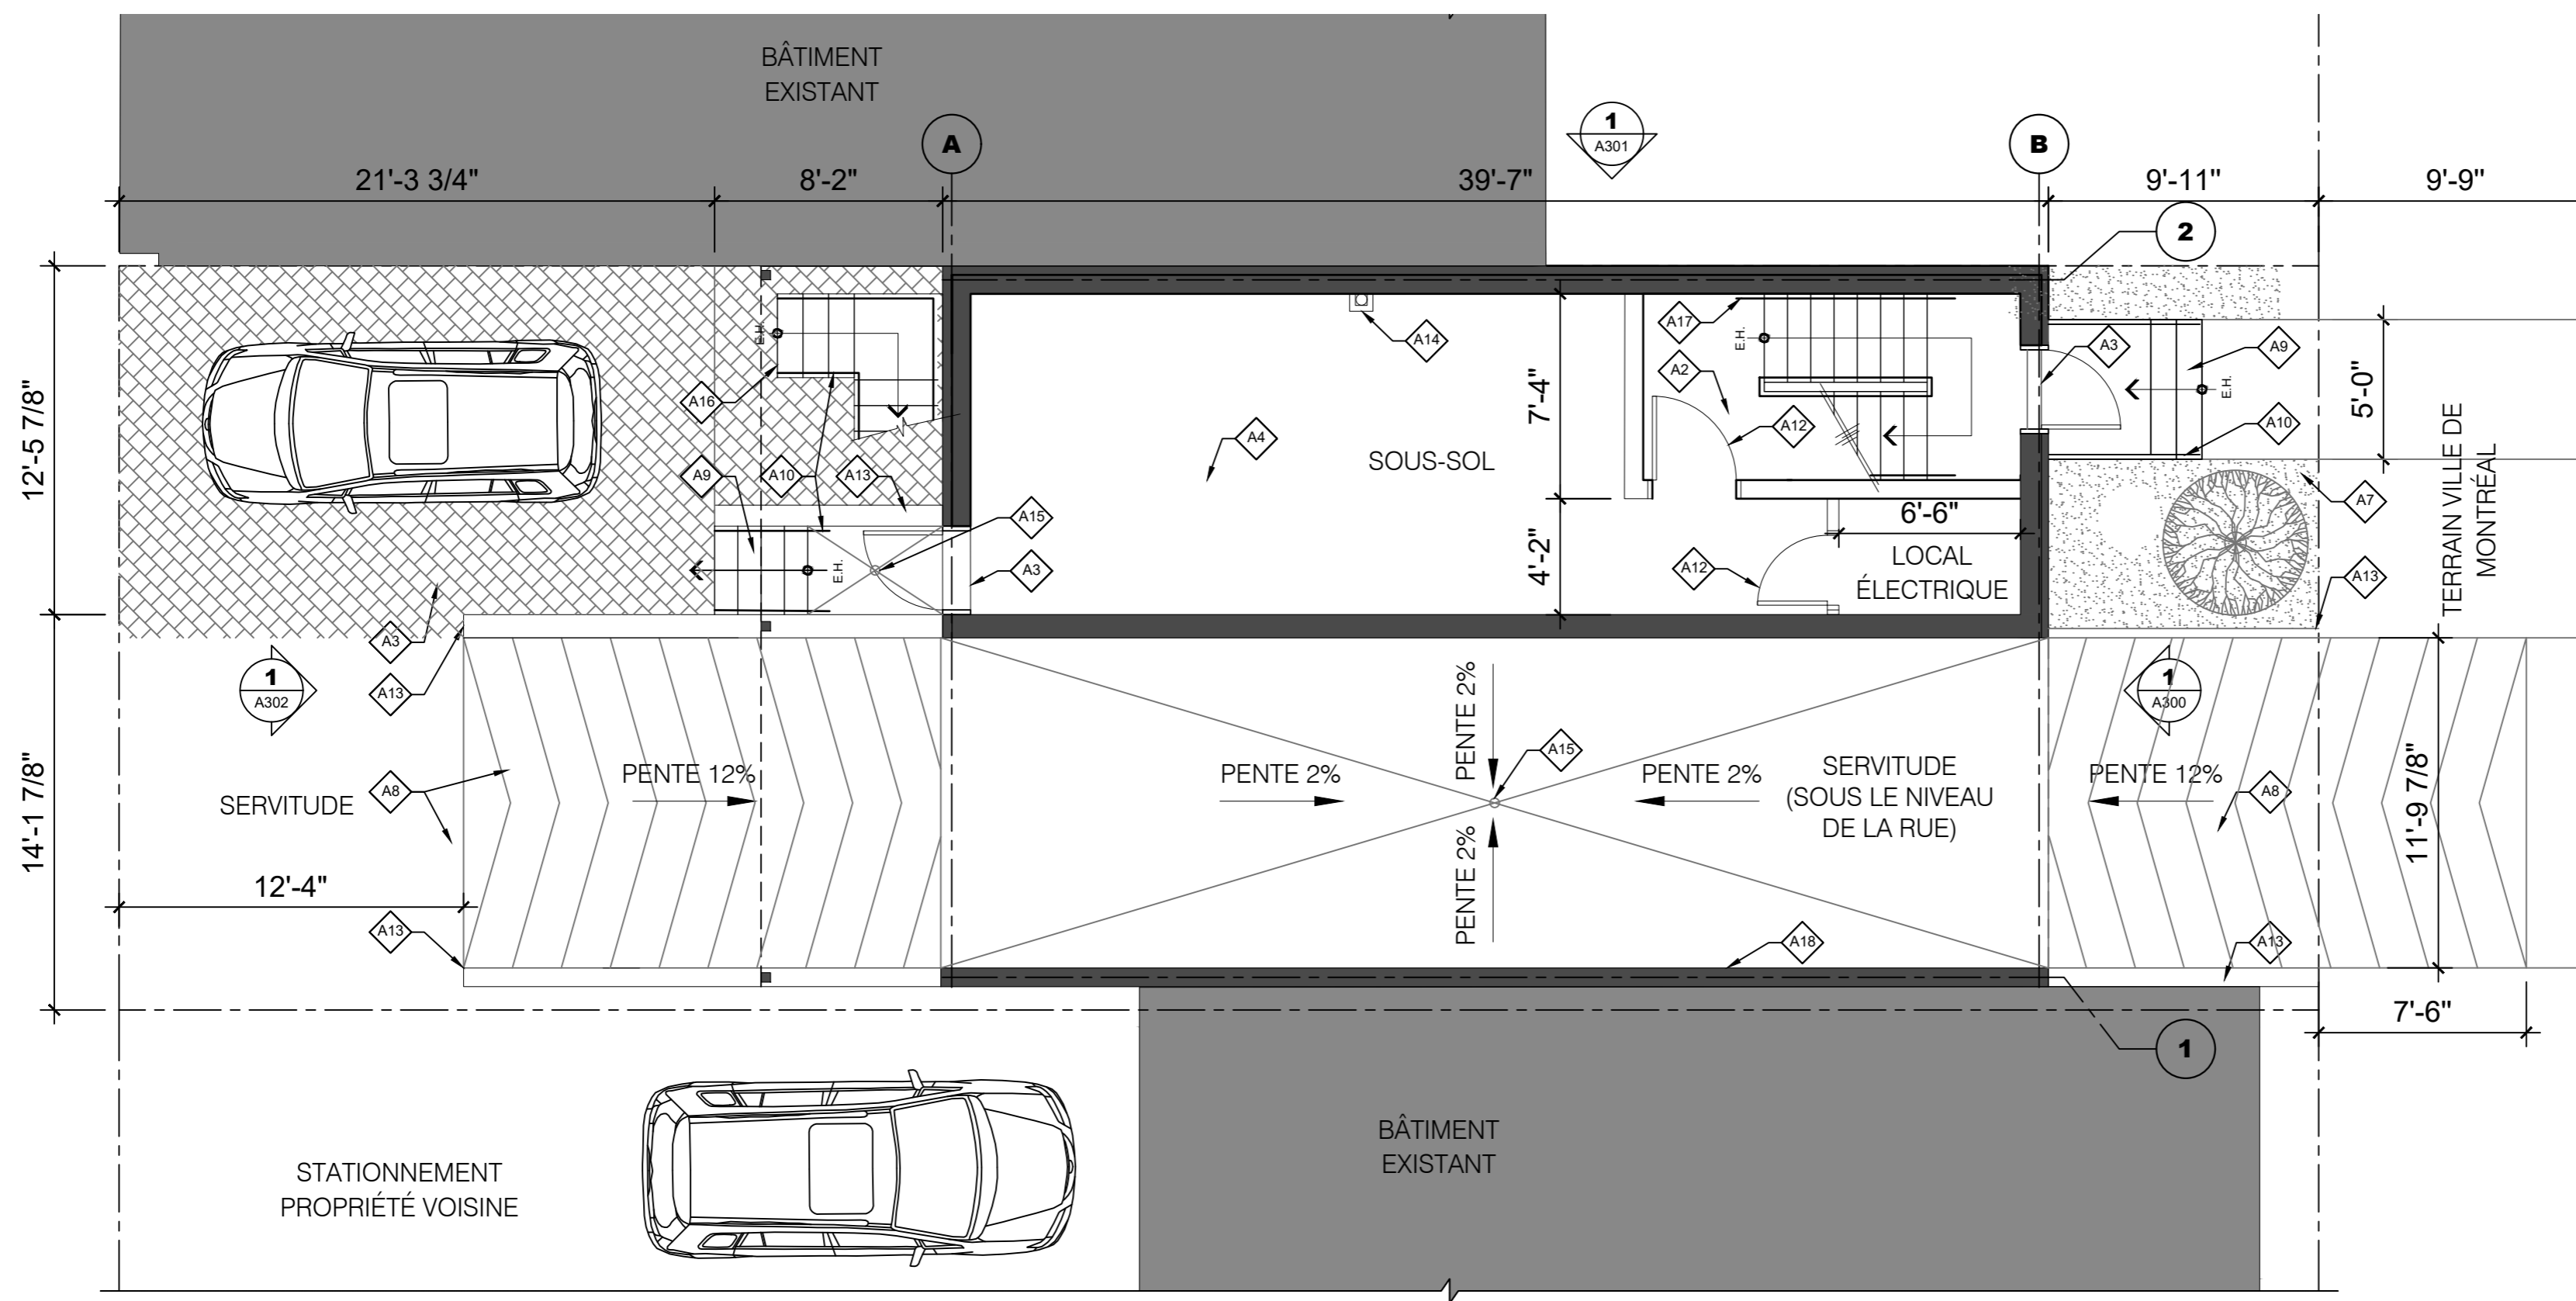 BÂTIMENT
EXISTANT
1
A301
A
B
21'-3 3/4"
8'-2"
39'-7"
9'-11"
9'-9"
2
E.H.
A17
E.H.
A14
A3
A9
A2
E.H.
A16
A12
A10
A4
7'-4"
5'-0"
12'-5 7/8"
SOUS-SOL
TERRAIN VILLE DE
MONTRÉAL
A9
A10
A13
A15
6'-6"
A7
E.H.
A3
A12
4'-2"
LOCAL
ÉLECTRIQUE
A13
A3
A13
1
A302
1
A300
PENTE 2%
A15
PENTE 12%
PENTE 2%
PENTE 2%
SERVITUDE
(SOUS LE NIVEAU
DE LA RUE)
PENTE 12%
SERVITUDE
A8
A8
11'-9 7/8"
14'-1 7/8"
PENTE 2%
12'-4"
A13
A18
A13
7'-6"
1
BÂTIMENT
EXISTANT
STATIONNEMENT
PROPRIÉTÉ VOISINE